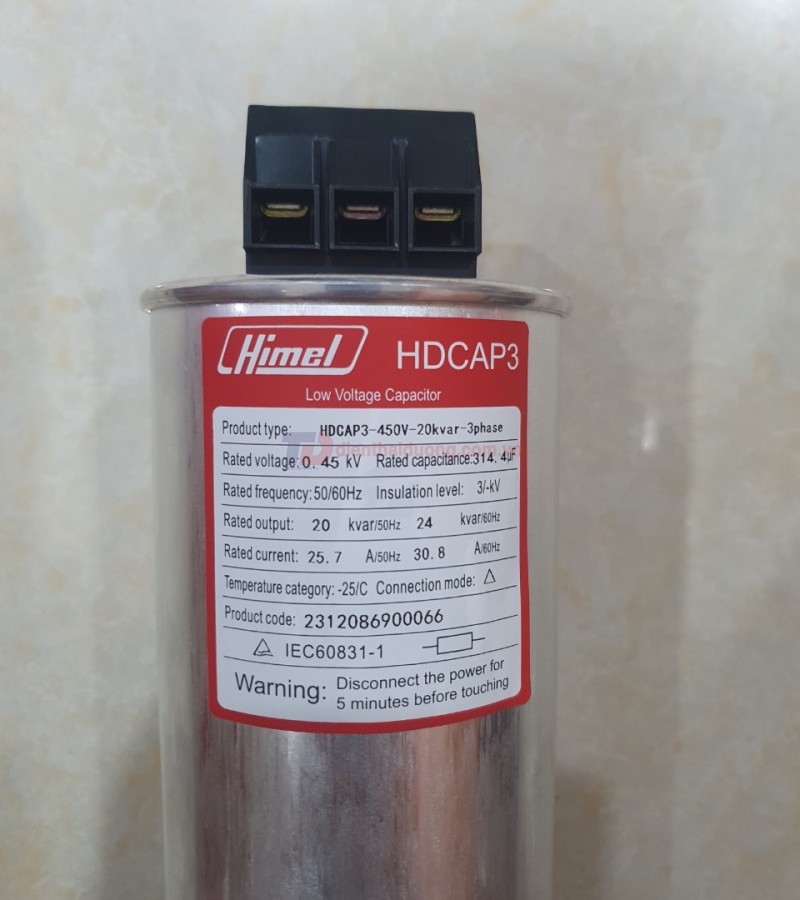 Himel HDCAP3
Low Voltage Capacitor
Product type: HDCAP3-450V-20kvar-3phase
Rated voltage: 0.45 kV Rated capacitance: 314.4μF
Rated frequency: 50/60Hz Insulation level: 3/-kV
Rated output: 20 kvar/50Hz 24 kvar/60Hz
Rated current: 25.7 A/50Hz 30.8 A/60Hz
Temperature category: -25/C Connection mode: △
Product code: 2312086900066
IEC60831-1
Warning: Disconnect the power for
5 minutes before touching